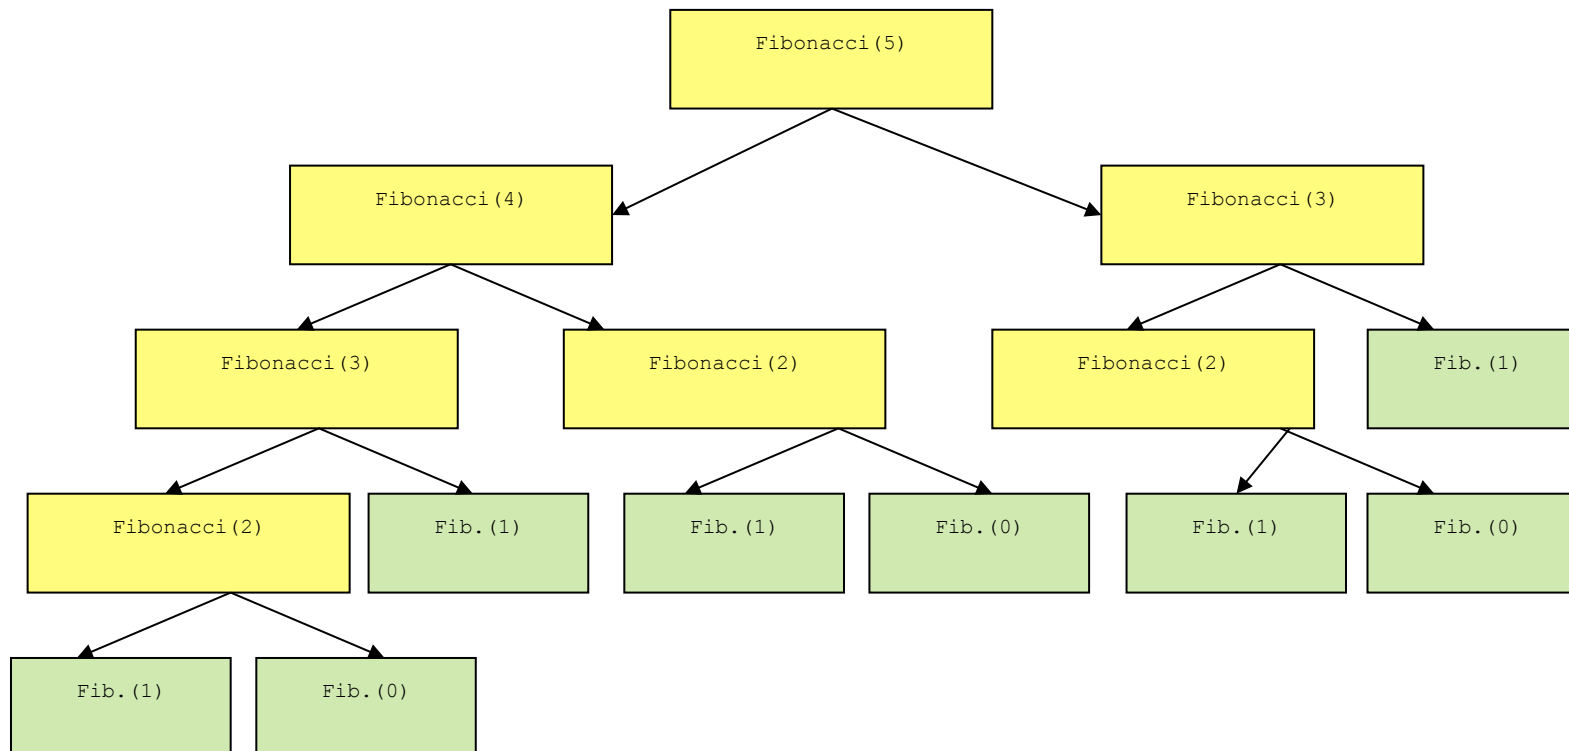 Fibonacci(5)
Fibonacci(4)
Fibonacci(3)
Fibonacci(3)
Fibonacci(2)
Fibonacci(2)
Fib.(1)
Fibonacci(2)
Fib.(1)
Fib.(1)
Fib.(0)
Fib.(1)
Fib.(0)
Fib.(1)
Fib.(0)